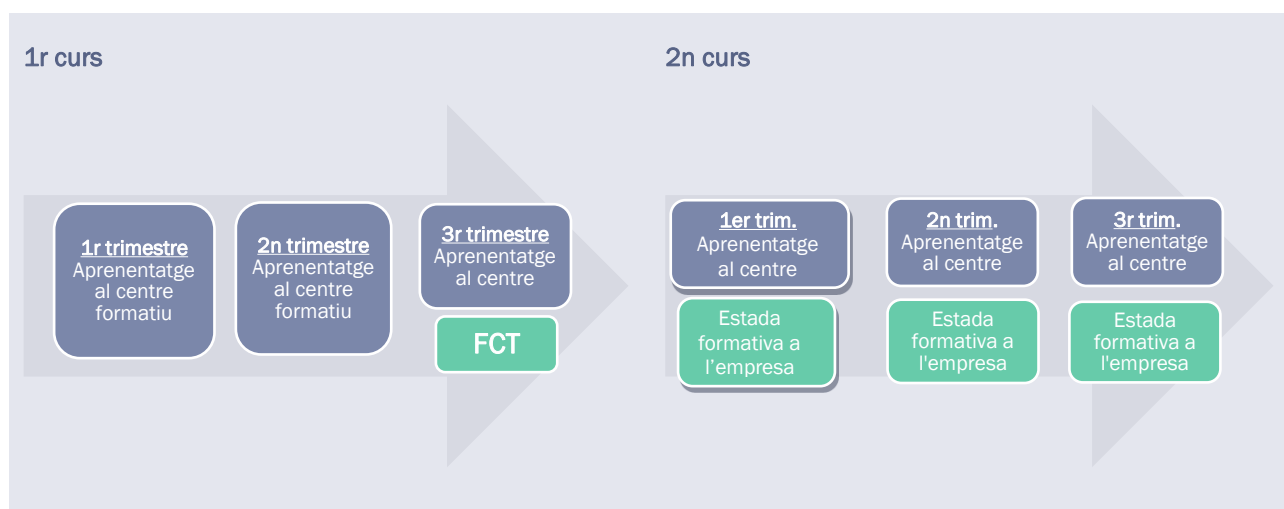 1r curs
1r trimestre
Aprenentatge
al centre
formatiu
2n trimestre
Aprenentatge
al centre
formatiu
3r trimestre
Aprenentatge
al centre
FCT
2n curs
1er trim.
Aprenentatge
al centre
Estada
formativa a
l'empresa
2n trim.
Aprenentatge
al centre
Estada
formativa a
l'empresa
3r trim.
Aprenentatge
al centre
Estada
formativa a
l'empresa